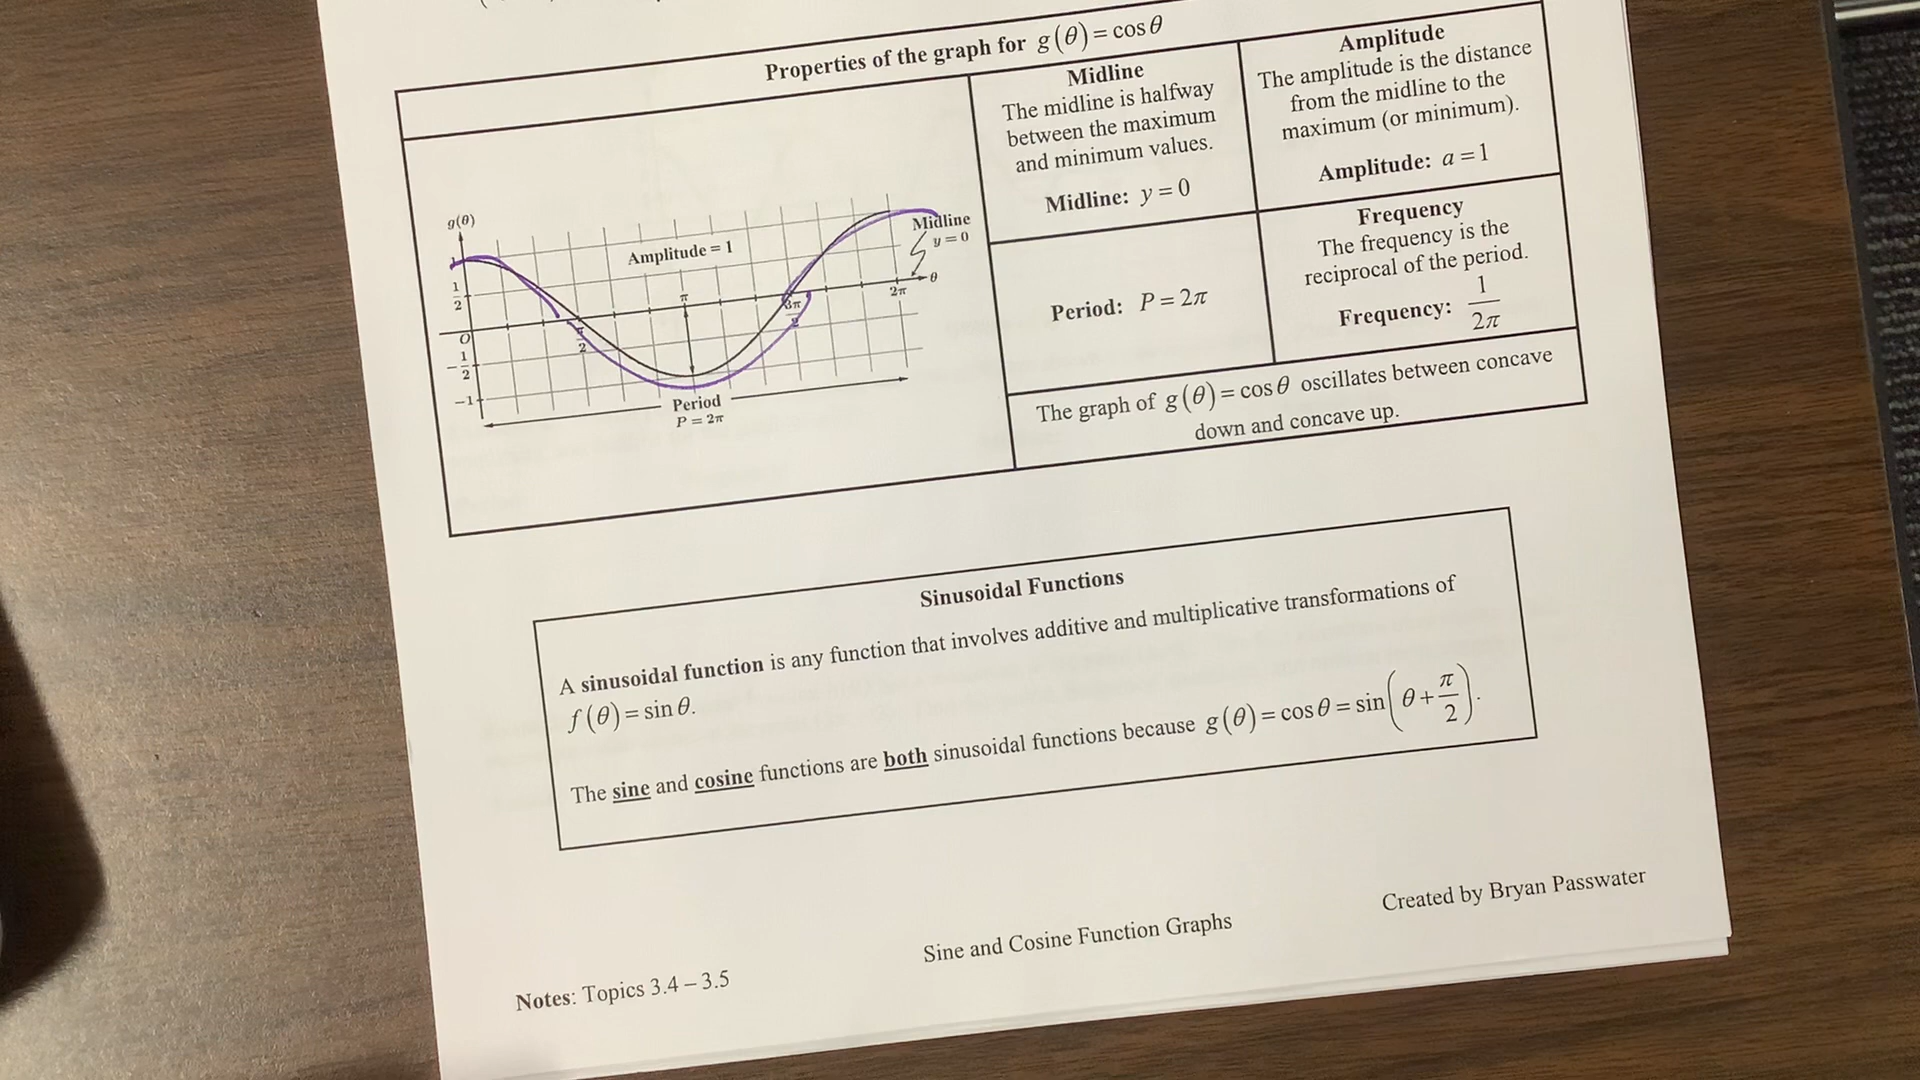 Properties of the graph for g(θ) = cos θ
g(θ)
1
1/2
O
-1/2
-1
π/2
π
3π/2
2π
θ
Amplitude = 1
Midline
y = 0
Period
P = 2π
Midline
The midline is halfway
between the maximum
and minimum values.
Midline: y = 0
Amplitude
The amplitude is the distance
from the midline to the
maximum (or minimum).
Amplitude: a = 1
Period: P = 2π
Frequency
The frequency is the
reciprocal of the period.
Frequency: 1/2π
The graph of g(θ) = cos θ oscillates between concave
down and concave up.
Sinusoidal Functions
A sinusoidal function is any function that involves additive and multiplicative transformations of
f(θ) = sin θ.
The sine and cosine functions are both sinusoidal functions because g(θ) = cos θ = sin(θ + π/2).
Notes: Topics 3.4 – 3.5
Sine and Cosine Function Graphs
Created by Bryan Passwater